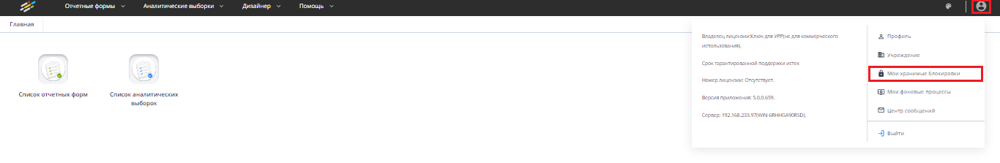 Отчетные формы Аналитические выборки Дизайнер Помощь
Главная
Список отчетных форм
Список аналитических
выборок
Владелец лицензии:Ключ для УРР(не для коммерческого
использования).
Срок гарантированной поддержки истек
Номер лицензии: Отсутствует.
Версия приложения: 5.0.0.659.
Сервер: 192.168.233.97(WIN-6RHHGA90RSD).
Профиль
Учреждение
Мои хранимые блокировки
Мои фоновые процессы
Центр сообщений
Выйти